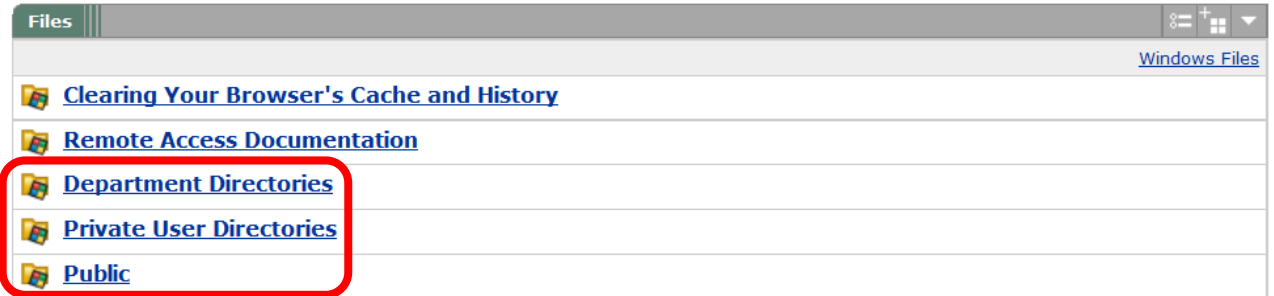 Files
Windows Files
Clearing Your Browser's Cache and History
Remote Access Documentation
Department Directories
Private User Directories
Public